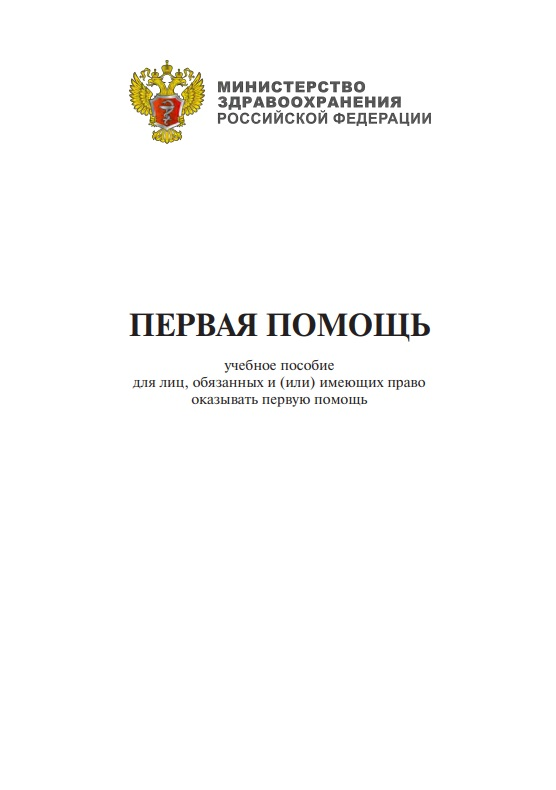 МИНИСТЕРСТВО
ЗДРАВООХРАНЕНИЯ
РОССИЙСКОЙ ФЕДЕРАЦИИ
ПЕРВАЯ ПОМОЩЬ
учебное пособие
для лиц, обязанных и (или) имеющих право
оказывать первую помощь